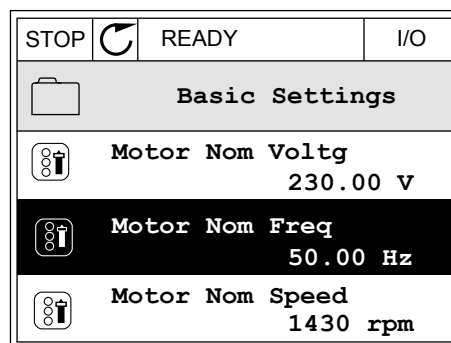 STOP READY I/O
Basic Settings
Motor Nom Voltg
230.00 V
Motor Nom Freq
50.00 Hz
Motor Nom Speed
1430 rpm